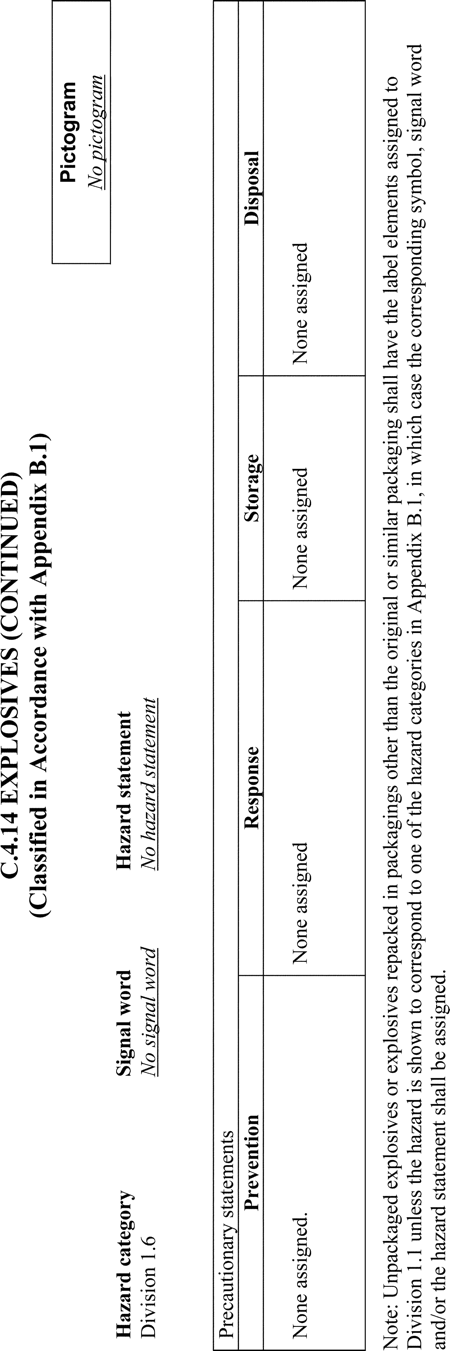 C.4.14 EXPLOSIVES (CONTINUED)
(Classified in Accordance with Appendix B.1)
Pictogram
No pictogram
Hazard category
Signal word
Hazard statement
Division 1.6
No signal word
No hazard statement
Precautionary statements
Prevention
Response
Storage
Disposal
None assigned.
None assigned
None assigned
None assigned
Note: Unpackaged explosives or explosives repacked in packagings other than the original or similar packaging shall have the label elements assigned to
Division 1.1 unless the hazard is shown to correspond to one of the hazard categories in Appendix B.1, in which case the corresponding symbol, signal word
and/or the hazard statement shall be assigned.